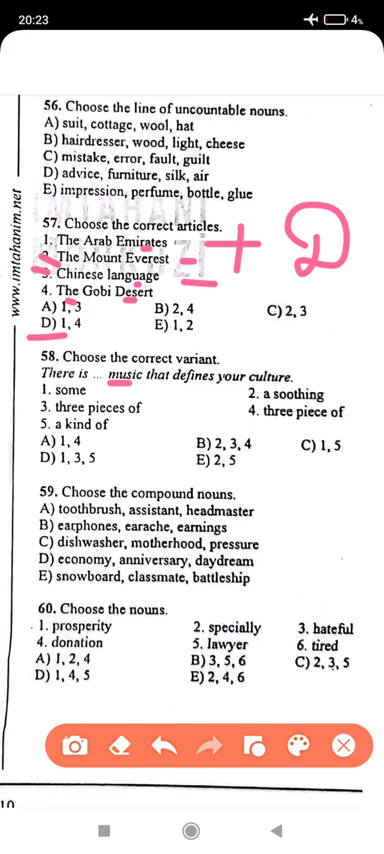 20:23
4%
56. Choose the line of uncountable nouns.
A) suit, cottage, wool, hat
B) hairdresser, wood, light, cheese
C) mistake, error, fault, guilt
D) advice, furniture, silk, air
E) impression, perfume, bottle, glue
57. Choose the correct articles.
1. The Arab Emirates
2. The Mount Everest
3. Chinese language
4. The Gobi Desert
A) 1, 3 B) 2, 4 C) 2, 3
D) 1, 4 E) 1, 2
+ D
58. Choose the correct variant.
There is ... music that defines your culture.
1. some 2. a soothing
3. three pieces of 4. three piece of
5. a kind of
A) 1, 4 B) 2, 3, 4 C) 1, 5
D) 1, 3, 5 E) 2, 5
59. Choose the compound nouns.
A) toothbrush, assistant, headmaster
B) earphones, earache, earnings
C) dishwasher, motherhood, pressure
D) economy, anniversary, daydream
E) snowboard, classmate, battleship
60. Choose the nouns.
1. prosperity 2. specially 3. hateful
4. donation 5. lawyer 6. tired
A) 1, 2, 4 B) 3, 5, 6 C) 2, 3, 5
D) 1, 4, 5 E) 2, 4, 6
www.imtahanim.net
10